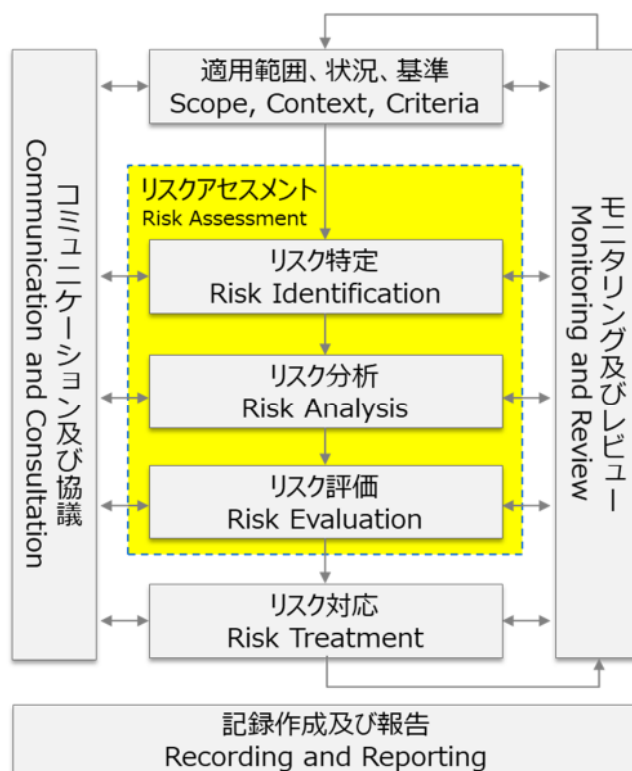 適用範囲、状況、基準
Scope, Context, Criteria
コミュニケーション及び協議
Communication and Consultation
リスクアセスメント
Risk Assessment
リスク特定
Risk Identification
リスク分析
Risk Analysis
リスク評価
Risk Evaluation
リスク対応
Risk Treatment
モニタリング及びレビュー
Monitoring and Review
記録作成及び報告
Recording and Reporting